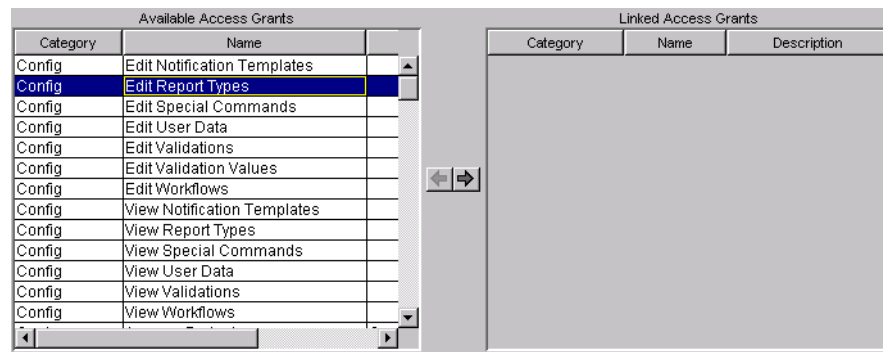 Available Access Grants
Linked Access Grants
Category Name
Category Name Description
Config Edit Notification Templates
Config Edit Report Types
Config Edit Special Commands
Config Edit User Data
Config Edit Validations
Config Edit Validation Values
Config Edit Workflows
Config View Notification Templates
Config View Report Types
Config View Special Commands
Config View User Data
Config View Validations
Config View Workflows